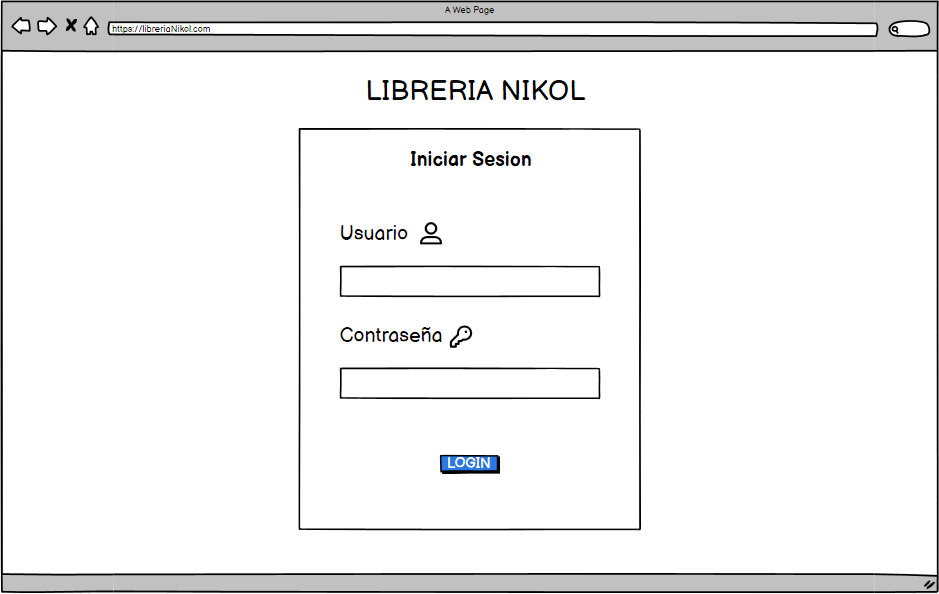 A Web Page
https://libreriaNikol.com
LIBRERIA NIKOL
Iniciar Sesion
Usuario
Contraseña
LOGIN